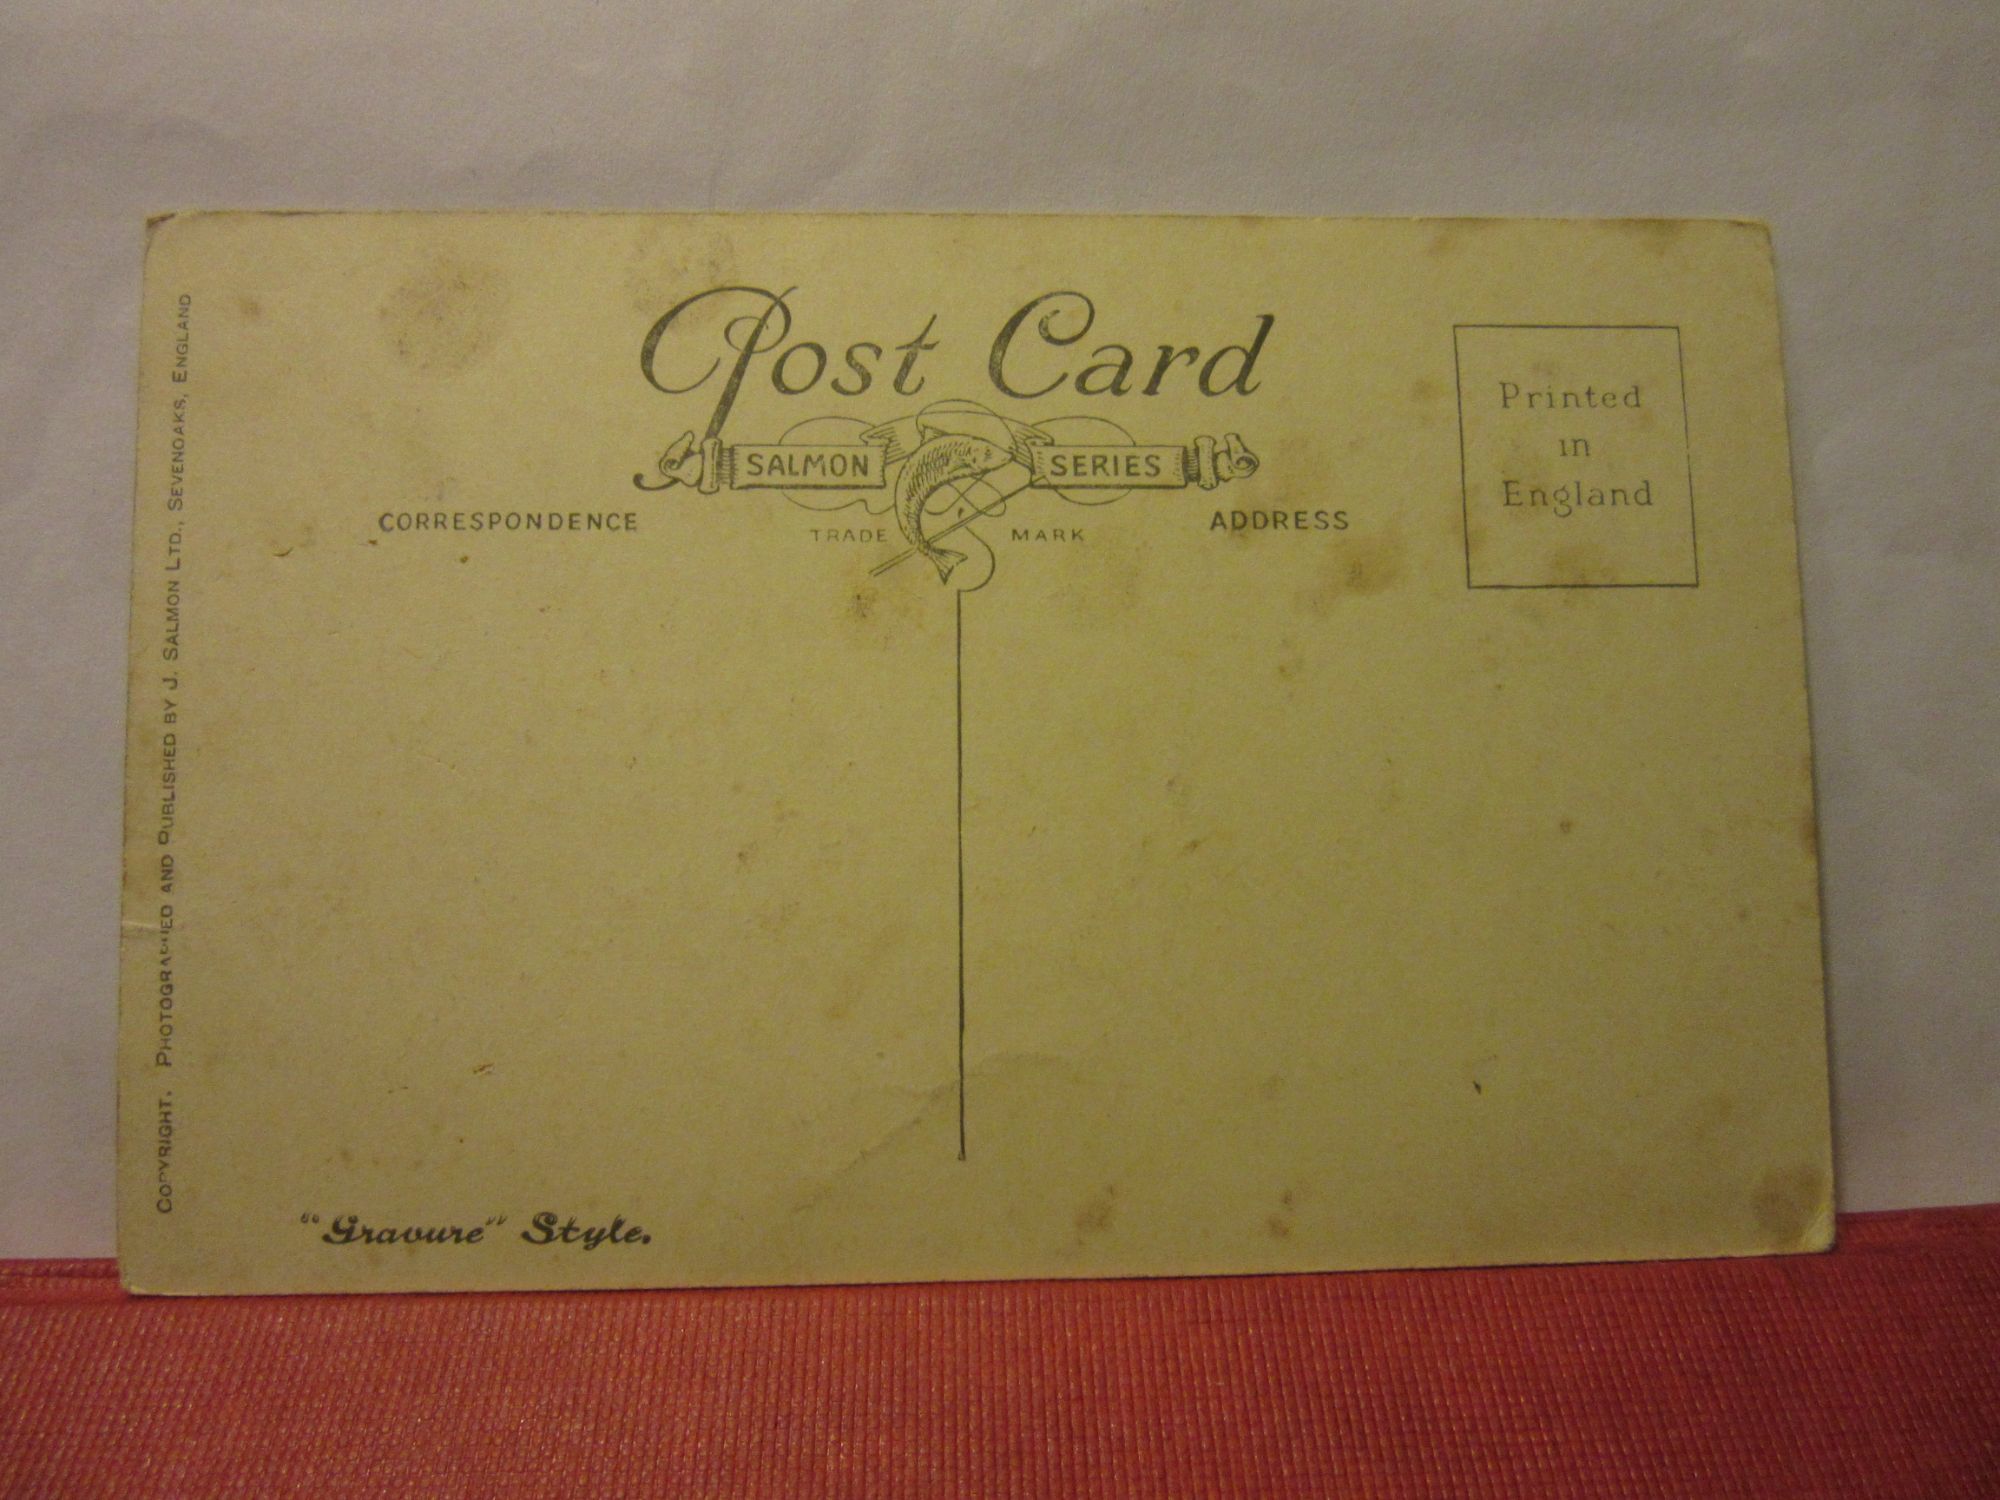 Post Card
SALMON SERIES
TRADE MARK
CORRESPONDENCE
ADDRESS
Printed
in
England
COPYRIGHT. PHOTOGRAPHED AND PUBLISHED BY J. SALMON LTD., SEVENOAKS, ENGLAND
"Gravure" Style.